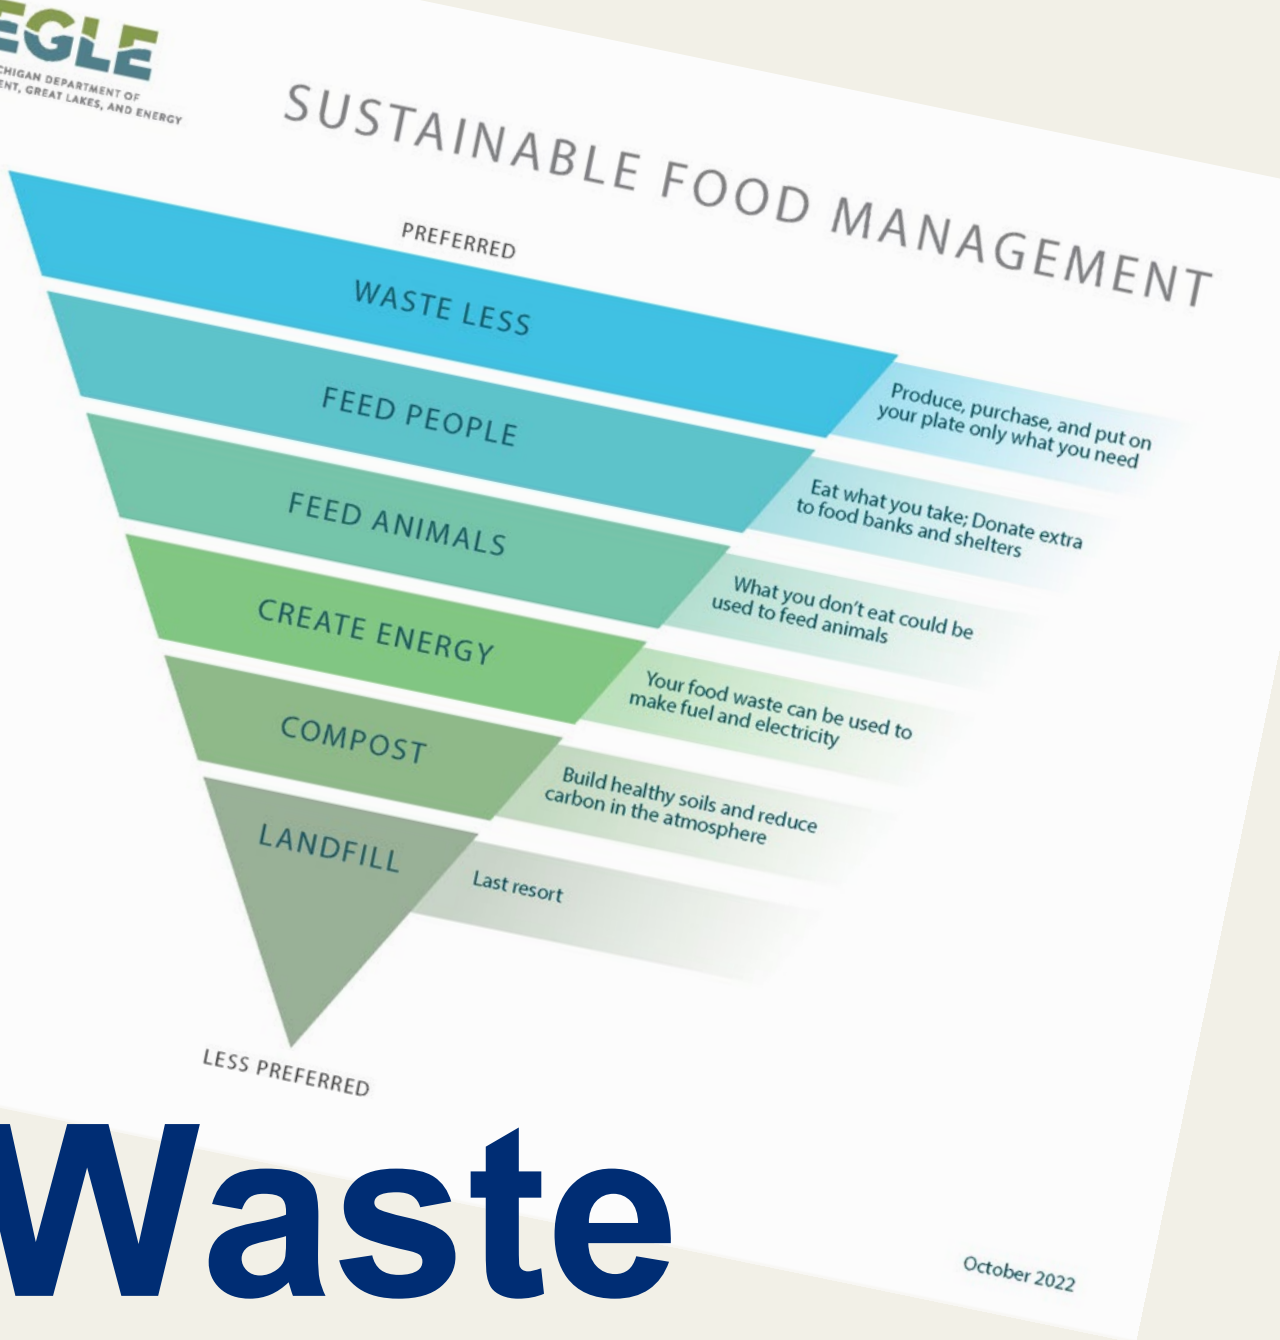 EGLE
DEPARTMENT OF
GREAT LAKES, AND ENERGY
SUSTAINABLE FOOD MANAGEMENT
PREFERRED
WASTE LESS
Produce, purchase, and put on
your plate only what you need
FEED PEOPLE
Eat what you take; Donate extra
to food banks and shelters
FEED ANIMALS
What you don't eat could be
used to feed animals
CREATE ENERGY
Your food waste can be used to
make fuel and electricity
COMPOST
Build healthy soils and reduce
carbon in the atmosphere
LANDFILL
Last resort
LESS PREFERRED
Waste
October 2022